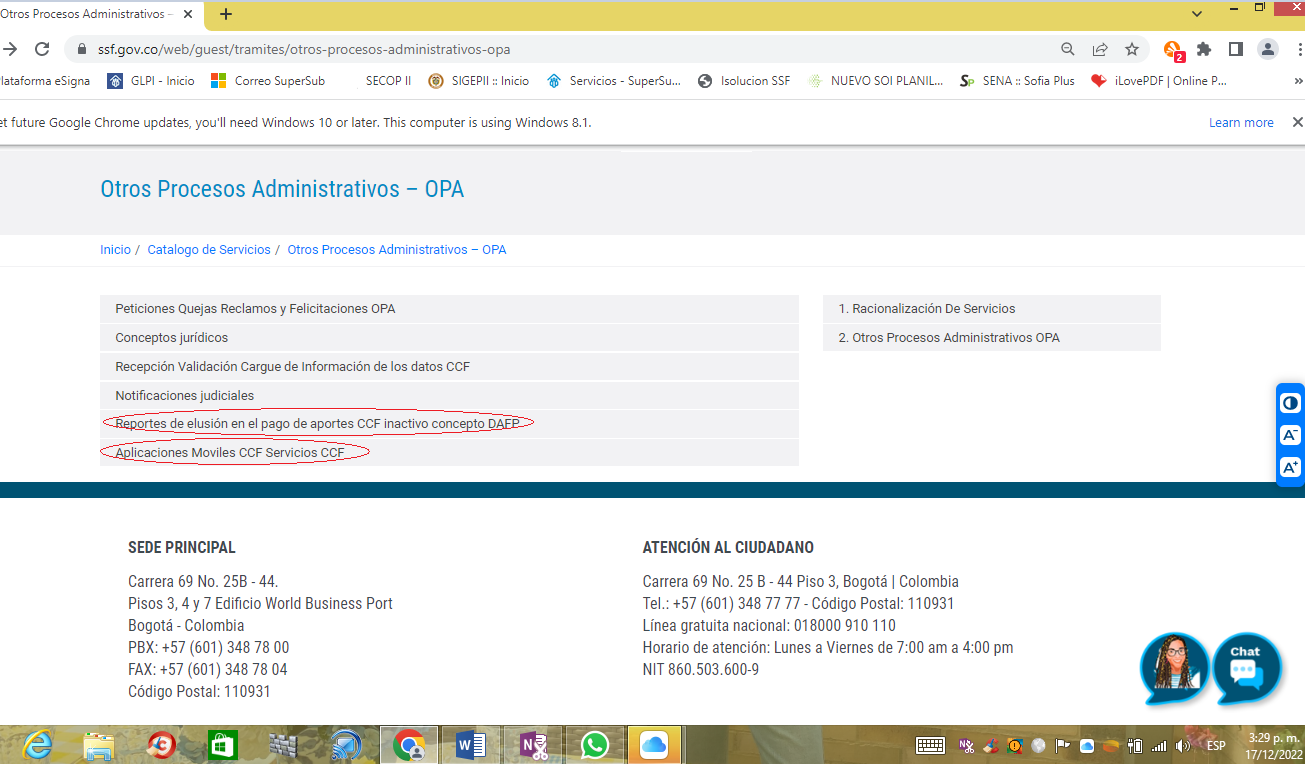 Otros Procesos Administrativos –
ssf.gov.co/web/guest/tramites/otros-procesos-administrativos-opa
2
lataforma eSigna
GLPI - Inicio
Correo SuperSub
SECOP II
SIGEPII :: Inicio
Servicios - SuperSu...
Isolucion SSF
NUEVO SOI PLANIL...
Sp SENA :: Sofia Plus
iLovePDF | Online P...
»
et future Google Chrome updates, you'll need Windows 10 or later. This computer is using Windows 8.1.
Learn more
Otros Procesos Administrativos – OPA
Inicio / Catalogo de Servicios / Otros Procesos Administrativos – OPA
Peticiones Quejas Reclamos y Felicitaciones OPA
Conceptos jurídicos
Recepción Validación Cargue de Información de los datos CCF
Notificaciones judiciales
Reportes de elusión en el pago de aportes CCF inactivo concepto DAFP
Aplicaciones Moviles CCF Servicios CCF
1. Racionalización De Servicios
2. Otros Procesos Administrativos OPA
A-
A+
SEDE PRINCIPAL
Carrera 69 No. 25B - 44.
Pisos 3, 4 y 7 Edificio World Business Port
Bogotá - Colombia
PBX: +57 (601) 348 78 00
FAX: +57 (601) 348 78 04
Código Postal: 110931
ATENCIÓN AL CIUDADANO
Carrera 69 No. 25 B - 44 Piso 3, Bogotá | Colombia
Tel.: +57 (601) 348 77 77 - Código Postal: 110931
Línea gratuita nacional: 018000 910 110
Horario de atención: Lunes a Viernes de 7:00 am a 4:00 pm
NIT 860.503.600-9
Chat
ESP
3:29 p. m.
17/12/2022